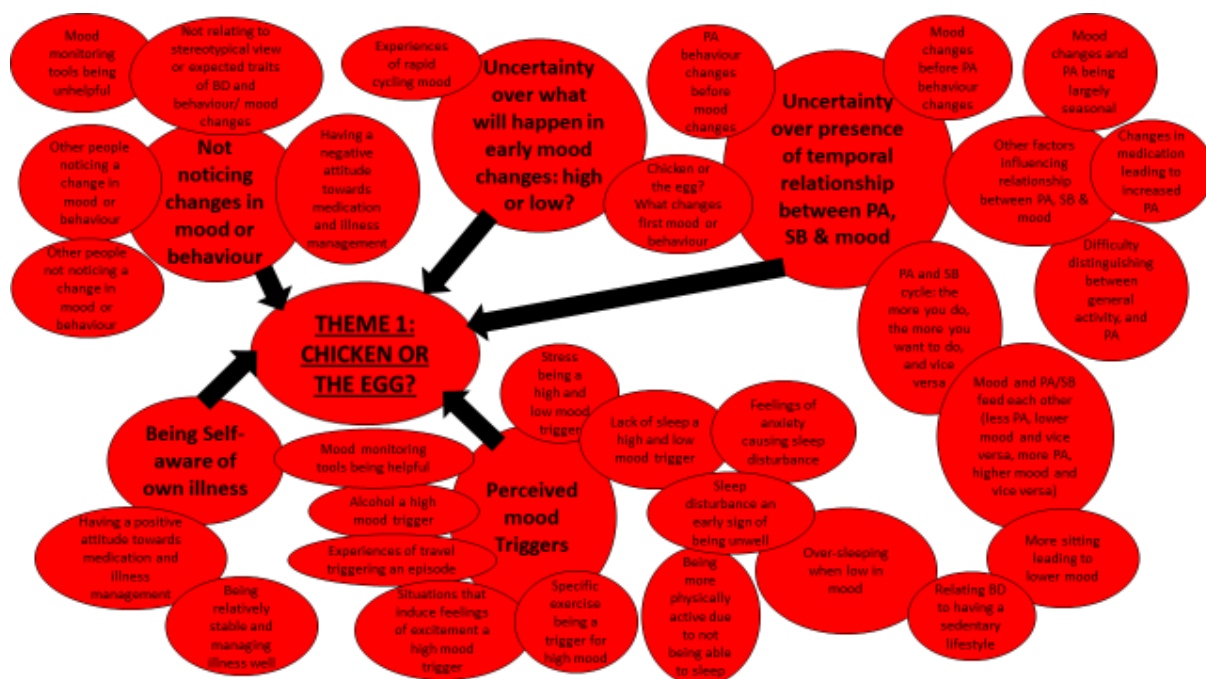 Mood
monitoring
tools being
unhelpful
Not relating to
stereotypical view
or expected traits
of BD and
behaviour/ mood
changes
Other people
noticing a
change in
mood or
behaviour
Not
noticing
changes in
mood or
behaviour
Having a
negative
attitude
towards
medication
and illness
management
Other people
not noticing a
change in
mood or
behaviour
Experiences
of rapid
cycling mood
Uncertainty
over what
will happen in
early mood
changes: high
or low?
PA
behaviour
changes
before mood
changes
Chicken or
the egg?
What changes
first mood or
behaviour
Uncertainty
over presence
of temporal
relationship
between PA,
SB & mood
Mood
changes
before PA
behaviour
changes
Mood
changes and
PA being
largely
seasonal
Other factors
influencing
relationship
between PA, SB &
mood
Changes in
medication
leading to
increased
PA
Difficulty
distinguishing
between
general
activity, and
PA
PA and SB
cycle: the
more you do,
the more you
want to do,
and vice
versa
Mood and PA/SB
feed each other
(less PA, lower
mood and vice
versa, more PA,
higher mood and
vice versa)
More sitting
leading to
lower mood
Relating BD
to having a
sedentary
lifestyle
Over-sleeping
when low in
mood
THEME 1:
CHICKEN OR
THE EGG?
Being Self-
aware of
own illness
Having a positive
attitude towards
medication and
illness
management
Being
relatively
stable and
managing
illness well
Mood monitoring
tools being helpful
Alcohol a high
mood trigger
Experiences of travel
triggering an episode
Situations that
induce feelings
of excitement a
high mood
trigger
Perceived
mood
Triggers
Stress
being a
high and
low mood
trigger
Lack of sleep a
high and low
mood trigger
Feelings of
anxiety
causing sleep
disturbance
Sleep
disturbance an
early sign of
being unwell
Being
more
physically
active due
to not
being able
to sleep
Specific
exercise
being a
trigger for
high mood